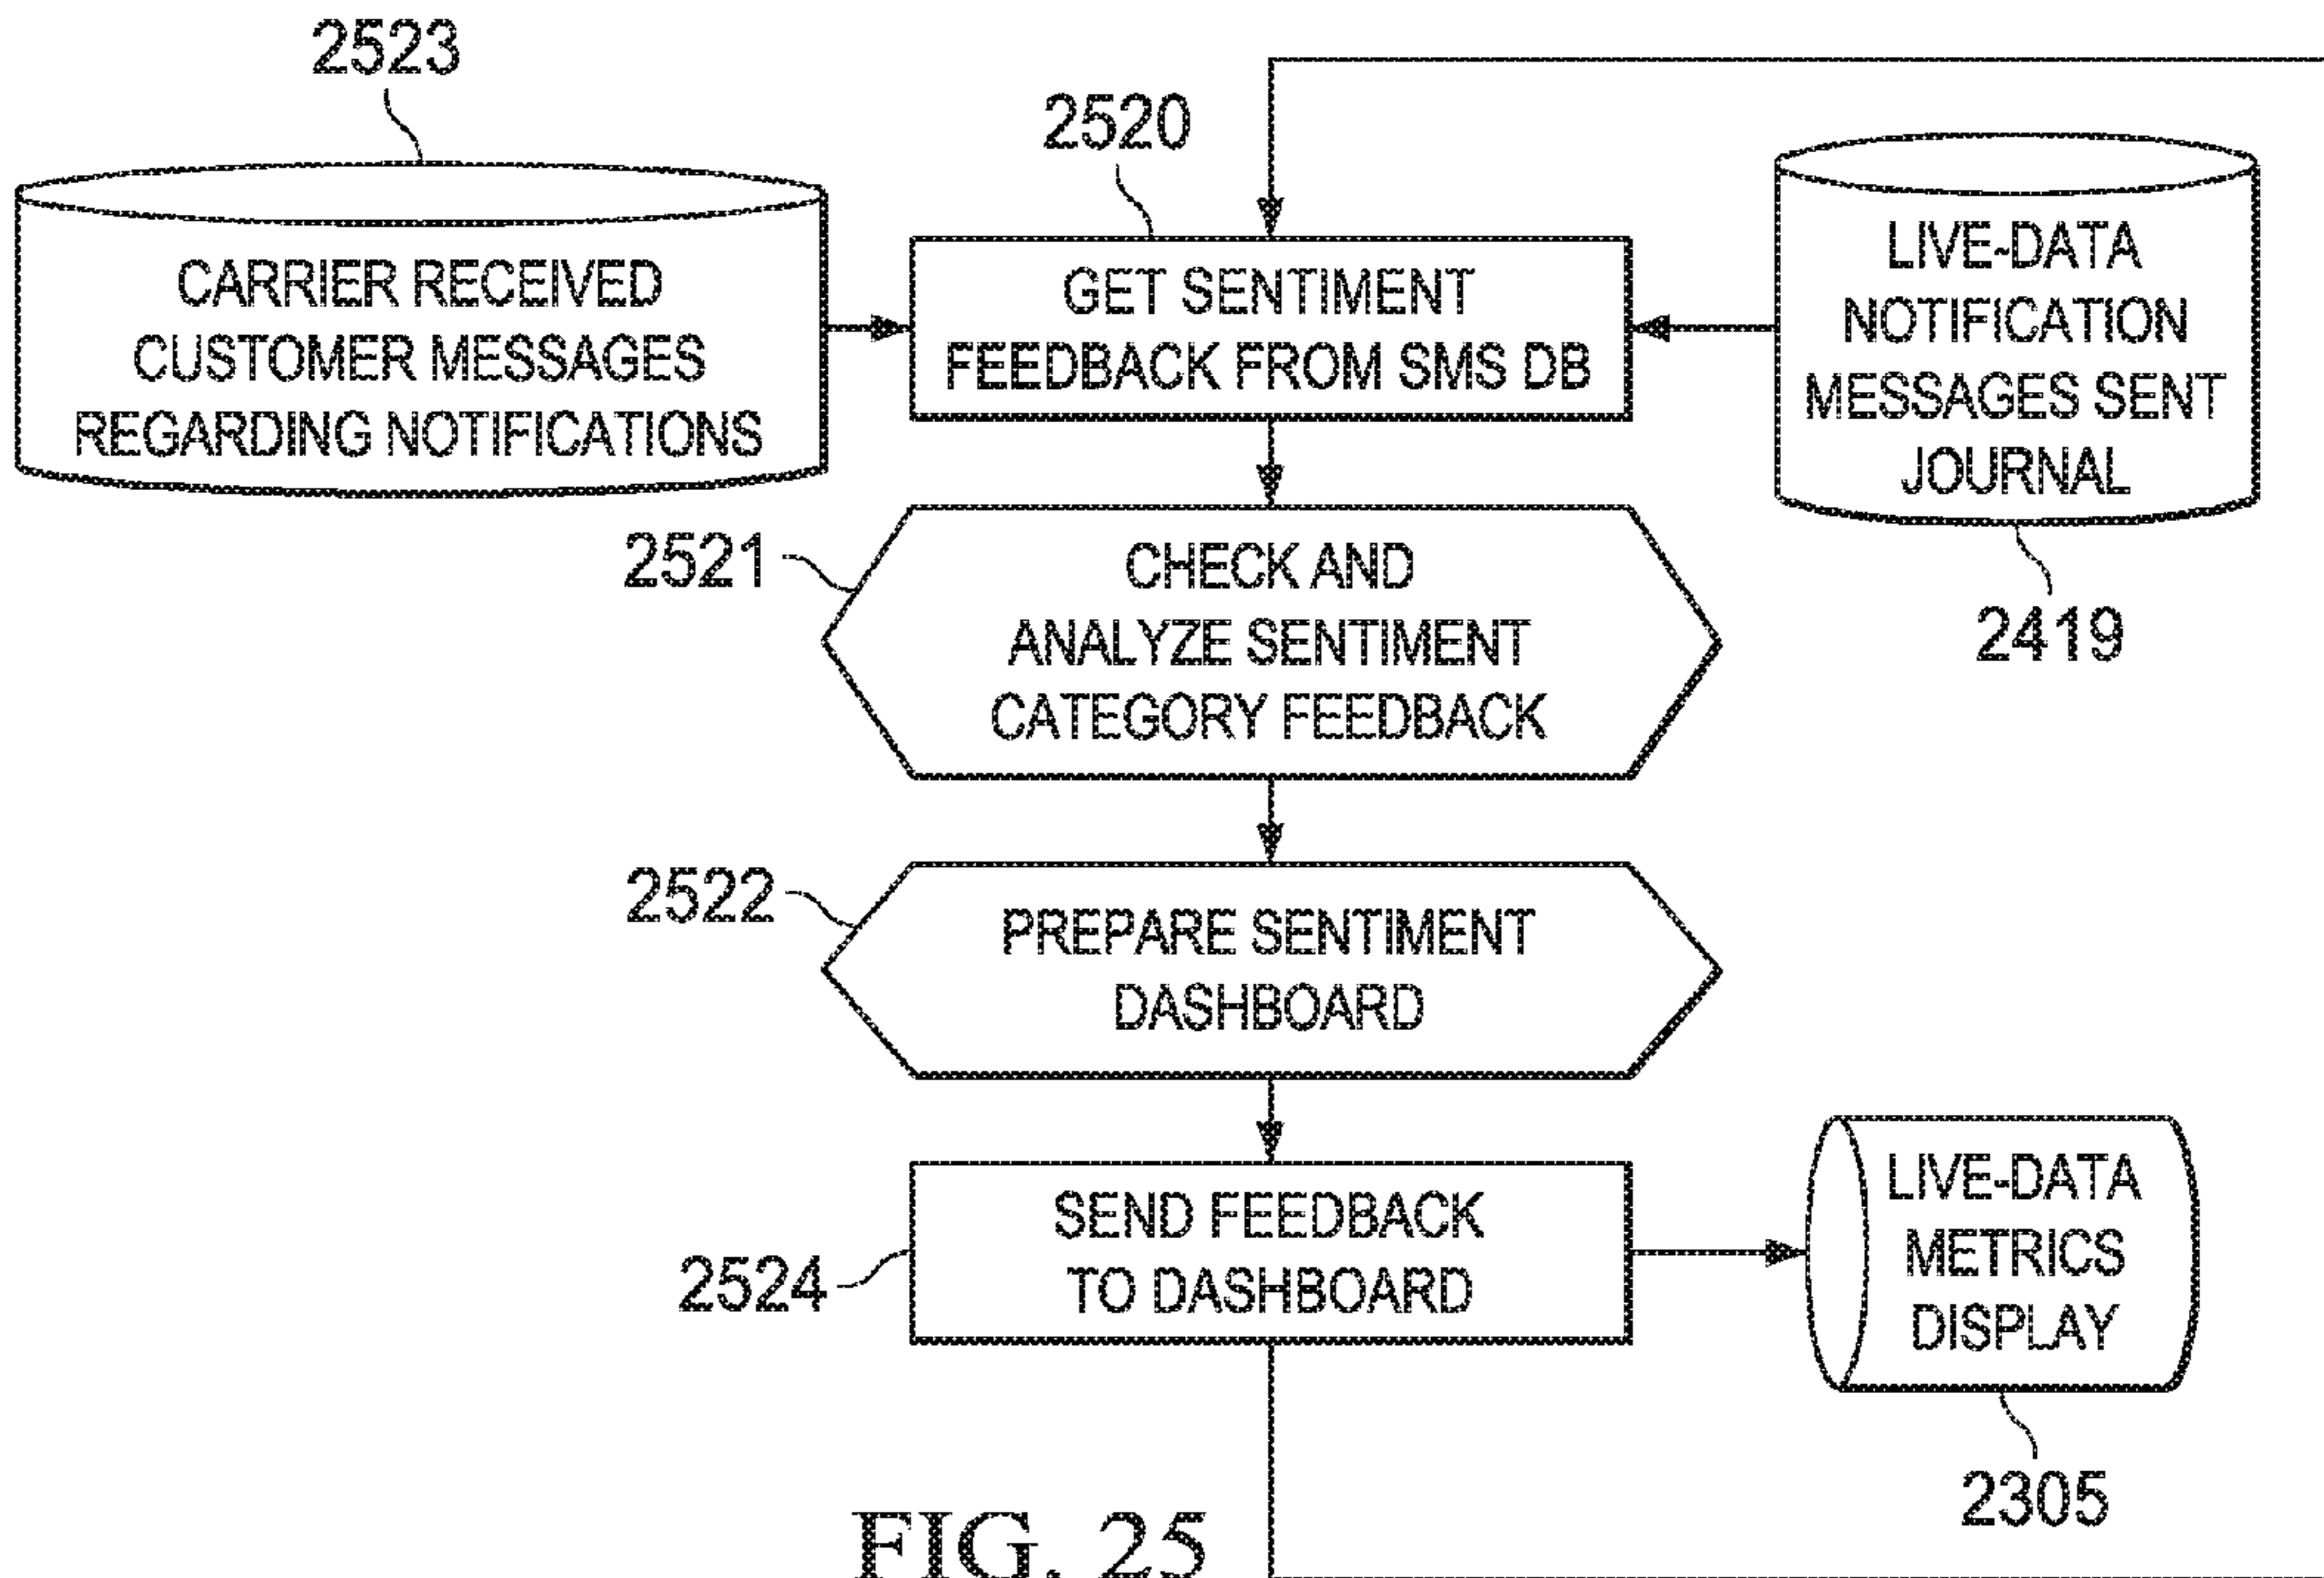 2523
CARRIER RECEIVED
CUSTOMER MESSAGES
REGARDING NOTIFICATIONS
2520
GET SENTIMENT
FEEDBACK FROM SMS DB
LIVE-DATA
NOTIFICATION
MESSAGES SENT
JOURNAL
2419
2521
CHECK AND
ANALYZE SENTIMENT
CATEGORY FEEDBACK
2522
PREPARE SENTIMENT
DASHBOARD
2524
SEND FEEDBACK
TO DASHBOARD
LIVE-DATA
METRICS
DISPLAY
2305
FIG. 25